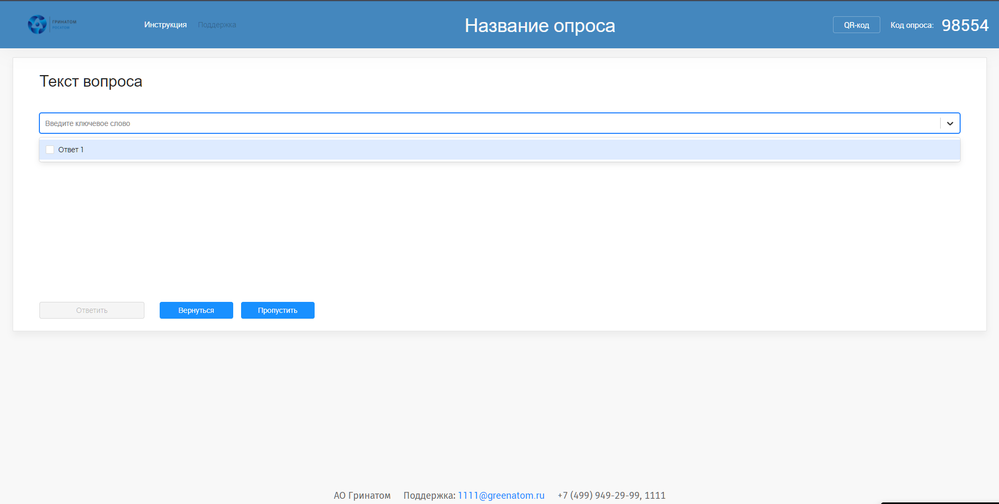 ГРИНАТОМ
РОСАТОМ
Инструкция Поддержка
Название опроса
QR-код Код опроса: 98554
Текст вопроса
Введите ключевое слово
Ответ 1
Ответить Вернуться Пропустить
АО Гринатом Поддержка: 1111@greenatom.ru +7 (499) 949-29-99, 1111